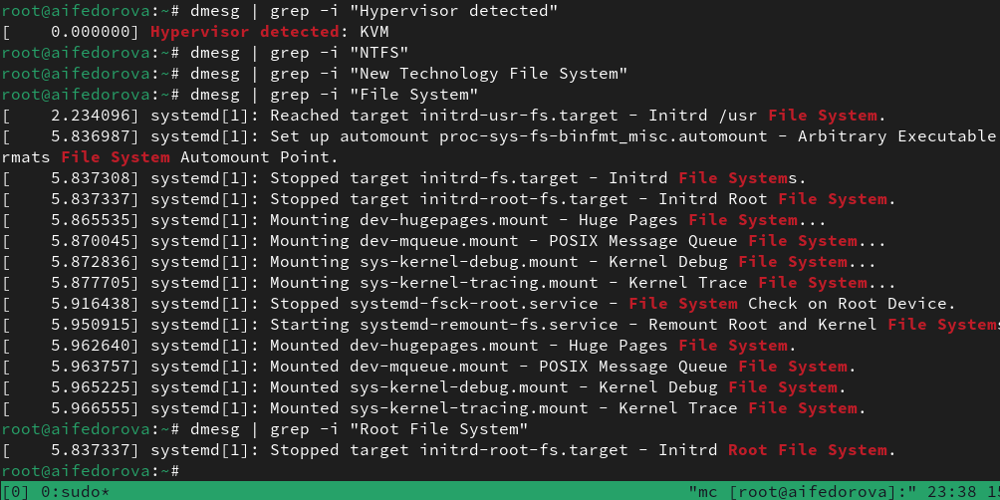 root@aifedorova:~# dmesg | grep -i "Hypervisor detected"
[    0.000000] Hypervisor detected: KVM
root@aifedorova:~# dmesg | grep -i "NTFS"
root@aifedorova:~# dmesg | grep -i "New Technology File System"
root@aifedorova:~# dmesg | grep -i "File System"
[    2.234096] systemd[1]: Reached target initrd-usr-fs.target - Initrd /usr File System.
[    5.836987] systemd[1]: Set up automount proc-sys-fs-binfmt_misc.automount - Arbitrary Executable
rmats File System Automount Point.
[    5.837308] systemd[1]: Stopped target initrd-fs.target - Initrd File Systems.
[    5.837337] systemd[1]: Stopped target initrd-root-fs.target - Initrd Root File System.
[    5.865535] systemd[1]: Mounting dev-hugepages.mount - Huge Pages File System...
[    5.870045] systemd[1]: Mounting dev-mqueue.mount - POSIX Message Queue File System...
[    5.872836] systemd[1]: Mounting sys-kernel-debug.mount - Kernel Debug File System...
[    5.877705] systemd[1]: Mounting sys-kernel-tracing.mount - Kernel Trace File System...
[    5.916438] systemd[1]: Stopped systemd-fsck-root.service - File System Check on Root Device.
[    5.950915] systemd[1]: Starting systemd-remount-fs.service - Remount Root and Kernel File Systems
[    5.962640] systemd[1]: Mounted dev-hugepages.mount - Huge Pages File System.
[    5.963757] systemd[1]: Mounted dev-mqueue.mount - POSIX Message Queue File System.
[    5.965225] systemd[1]: Mounted sys-kernel-debug.mount - Kernel Debug File System.
[    5.966555] systemd[1]: Mounted sys-kernel-tracing.mount - Kernel Trace File System.
root@aifedorova:~# dmesg | grep -i "Root File System"
[    5.837337] systemd[1]: Stopped target initrd-root-fs.target - Initrd Root File System.
root@aifedorova:~#
[0] 0:sudo* "mc [root@aifedorova]:" 23:38